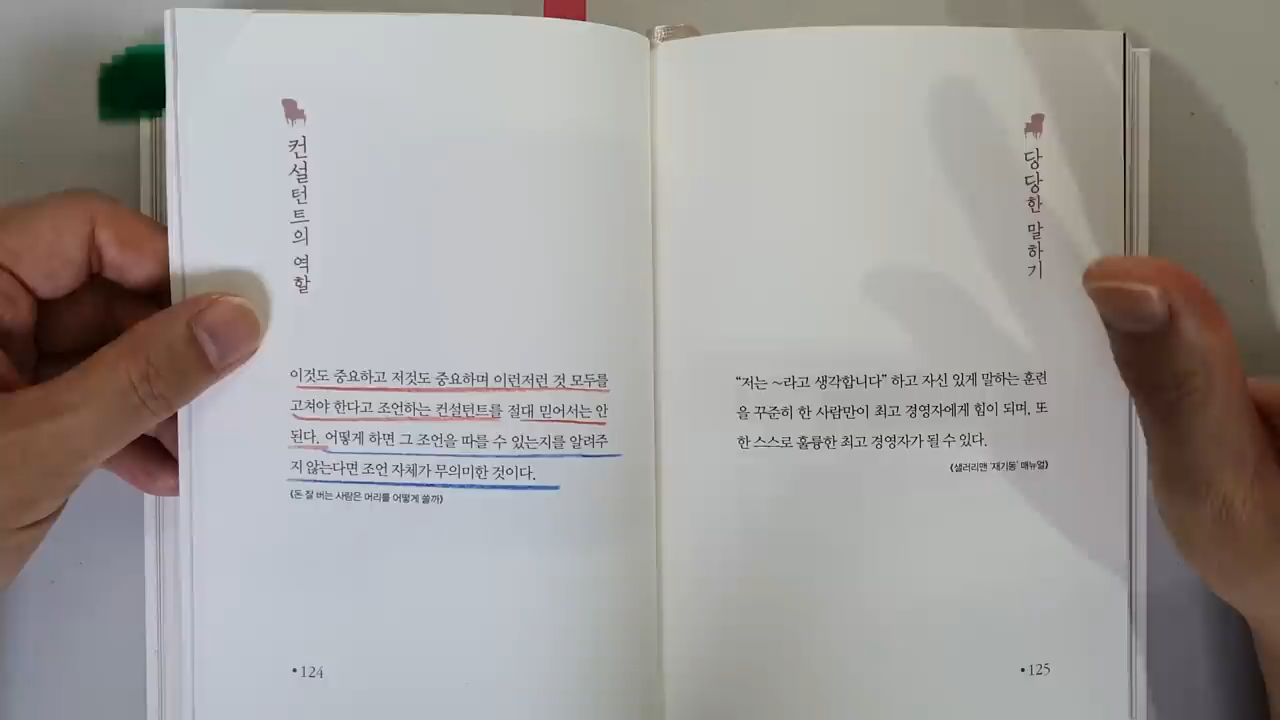 컨설턴트의 역할
이것도 중요하고 저것도 중요하며 이런저런 것 모두를
고쳐야 한다고 조언하는 컨설턴트를 절대 믿어서는 안
된다. 어떻게 하면 그 조언을 따를 수 있는지를 알려주
지 않는다면 조언 자체가 무의미한 것이다.
《돈 잘 버는 사람은 머리를 어떻게 쓸까》
•124
당당한 말하기
“저는 ~라고 생각합니다” 하고 자신 있게 말하는 훈련
을 꾸준히 한 사람만이 최고 경영자에게 힘이 되며, 또
한 스스로 훌륭한 최고 경영자가 될 수 있다.
《샐러리맨 ‘재기동’ 매뉴얼》
•125